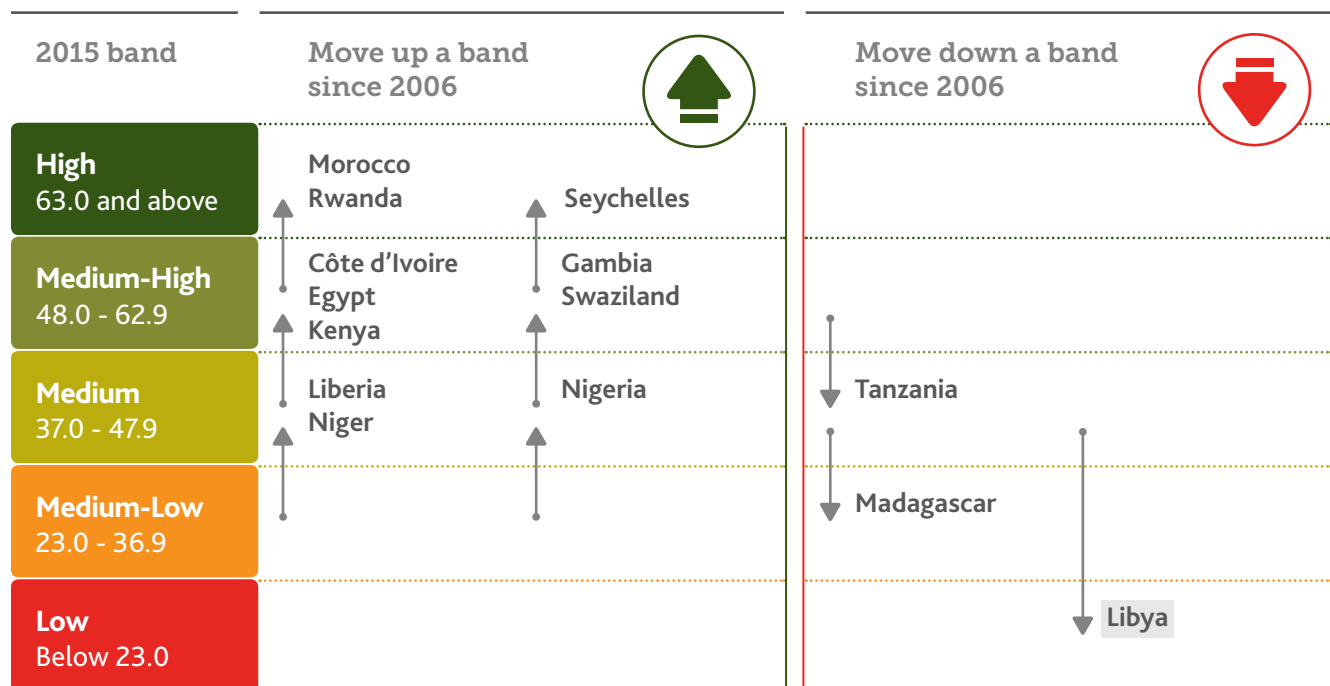 2015 band
Move up a band
since 2006
Move down a band
since 2006
High
63.0 and above
Morocco
Rwanda
Seychelles
Medium-High
48.0 - 62.9
Côte d’Ivoire
Egypt
Kenya
Gambia
Swaziland
Medium
37.0 - 47.9
Liberia
Niger
Nigeria
Tanzania
Medium-Low
23.0 - 36.9
Madagascar
Low
Below 23.0
Libya